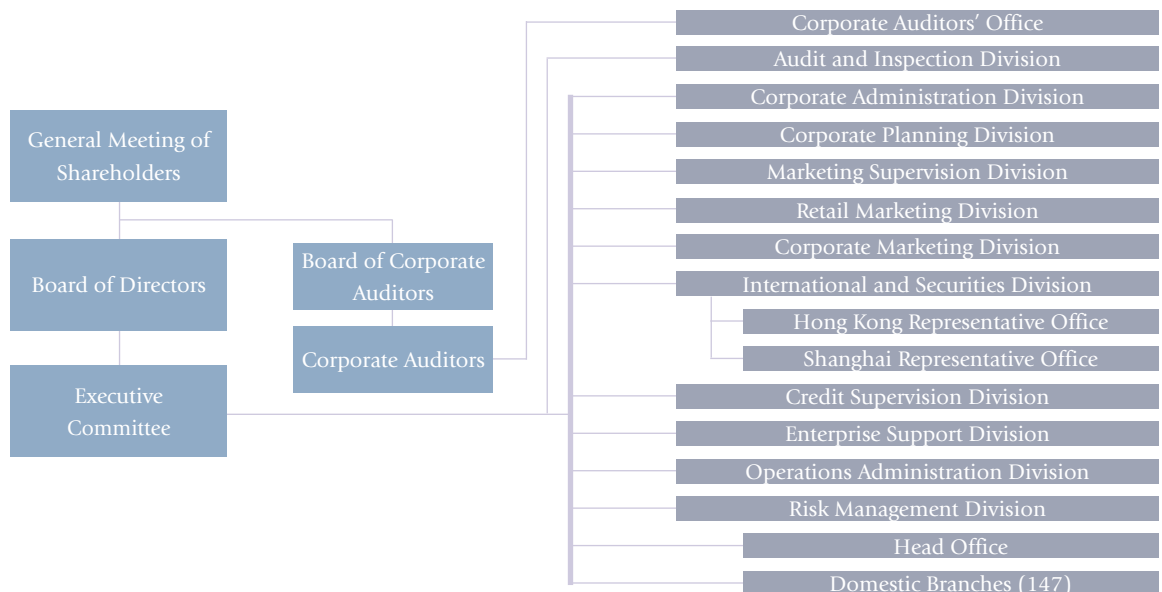 General Meeting of
Shareholders
Board of Directors
Executive
Committee
Board of Corporate
Auditors
Corporate Auditors
Corporate Auditors’ Office
Audit and Inspection Division
Corporate Administration Division
Corporate Planning Division
Marketing Supervision Division
Retail Marketing Division
Corporate Marketing Division
International and Securities Division
Hong Kong Representative Office
Shanghai Representative Office
Credit Supervision Division
Enterprise Support Division
Operations Administration Division
Risk Management Division
Head Office
Domestic Branches (147)